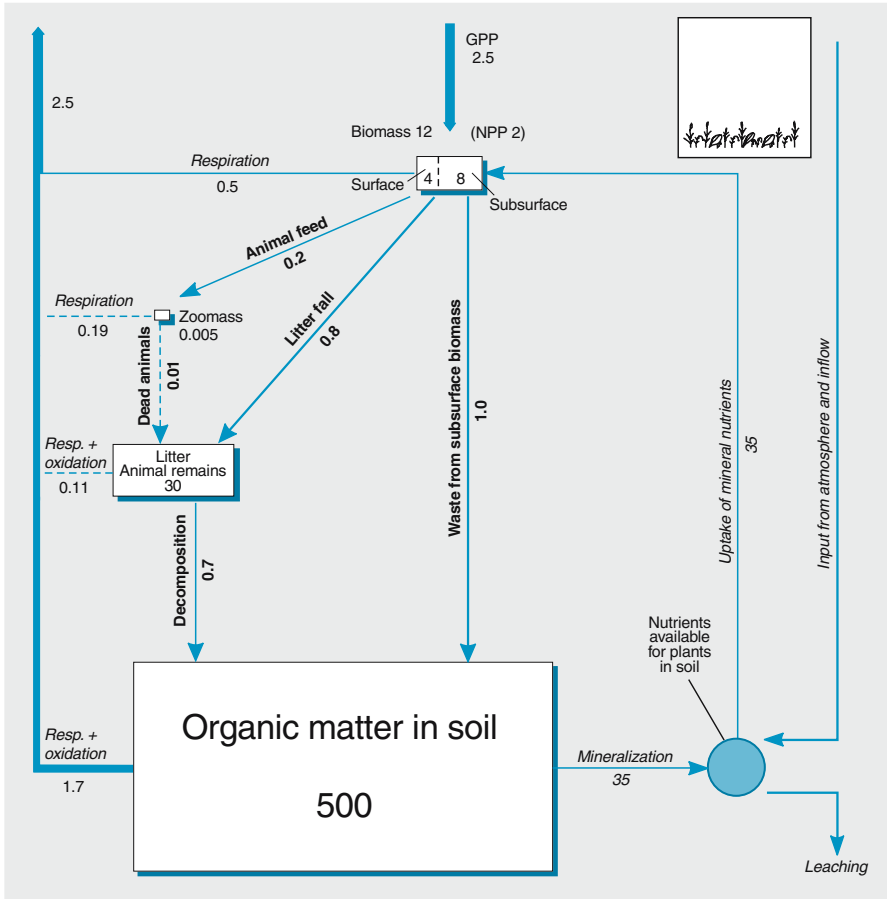 GPP
2.5
2.5
Biomass 12
(NPP 2)
Respiration
0.5
Surface
4
8
Subsurface
Animal feed
0.2
Respiration
0.19
Zoomass
0.005
Litter fall
0.8
Dead animals
0.01
Waste from subsurface biomass
1.0
Uptake of mineral nutrients
35
Input from atmosphere and inflow
Resp. +
oxidation
0.11
Litter
Animal remains
30
Decomposition
0.7
Nutrients
available
for plants
in soil
Organic matter in soil
500
Resp. +
oxidation
1.7
Mineralization
35
Leaching